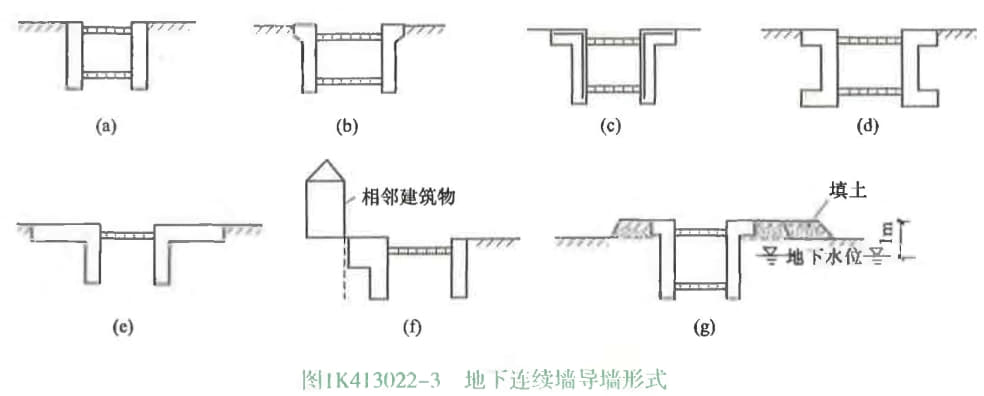 (a)
(b)
(c)
(d)
相邻建筑物
填土
1m
地下水位
(e)
(f)
(g)
图1K413022-3 地下连续墙导墙形式